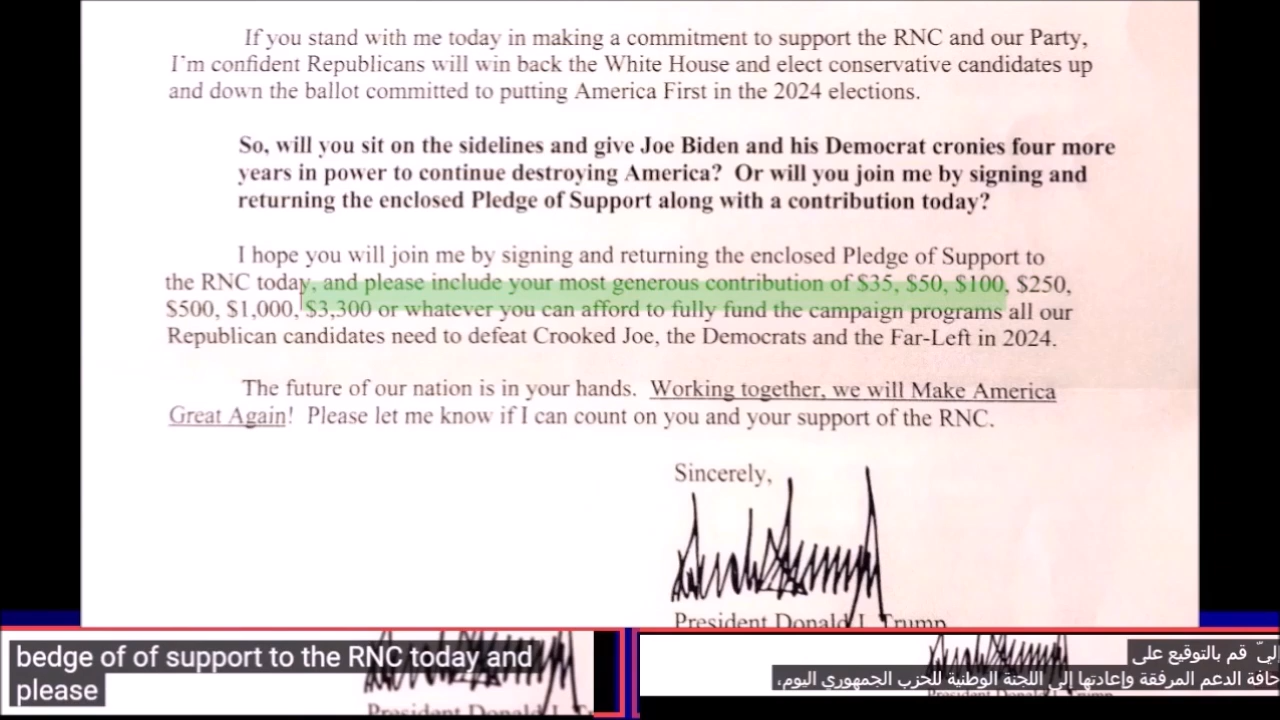 If you stand with me today in making a commitment to support the RNC and our Party,
I'm confident Republicans will win back the White House and elect conservative candidates up
and down the ballot committed to putting America First in the 2024 elections.
So, will you sit on the sidelines and give Joe Biden and his Democrat cronies four more
years in power to continue destroying America? Or will you join me by signing and
returning the enclosed Pledge of Support along with a contribution today?
I hope you will join me by signing and returning the enclosed Pledge of Support to
the RNC today, and please include your most generous contribution of $35, $50, $100, $250,
$500, $1,000, $3,300 or whatever you can afford to fully fund the campaign programs all our
Republican candidates need to defeat Crooked Joe, the Democrats and the Far-Left in 2024.
The future of our nation is in your hands. Working together, we will Make America
Great Again! Please let me know if I can count on you and your support of the RNC.
Sincerely,
President Donald J. Trump
bedge of of support to the RNC today and
please
President Donald J. T
إليّ قم بالتوقيع على
حافة الدعم المرفقة وإعادتها إلى اللجنة الوطنية للحزب الجمهوري اليوم،